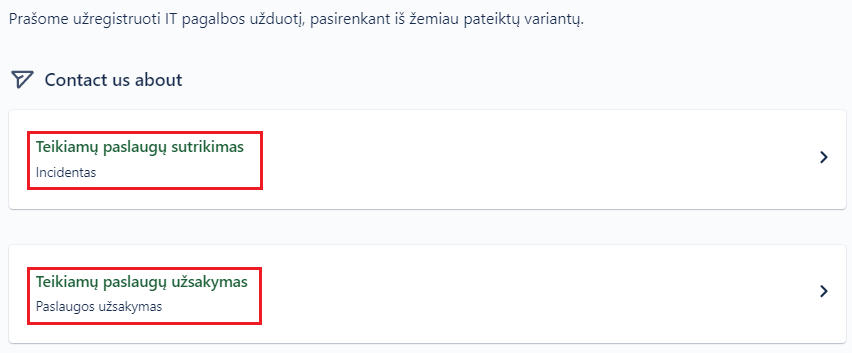 Prašome užregistruoti IT pagalbos užduotį, pasirenkant iš žemiau pateiktų variantų.
Contact us about
Teikiamų paslaugų sutrikimas
Incidentas
Teikiamų paslaugų užsakymas
Paslaugos užsakymas